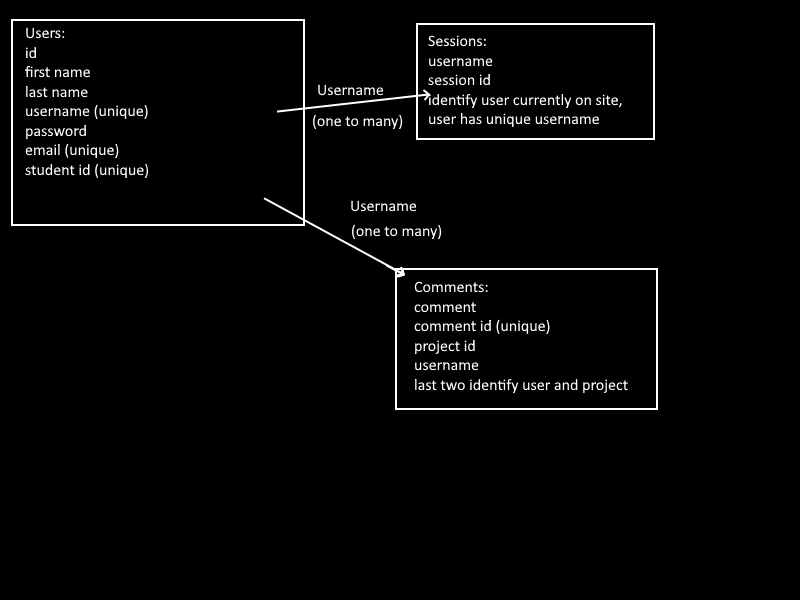 Users:
id
first name
last name
username (unique)
password
email (unique)
student id (unique)
Username
(one to many)
Sessions:
username
session id
identify user currently on site,
user has unique username
Username
(one to many)
Comments:
comment
comment id (unique)
project id
username
last two identify user and project